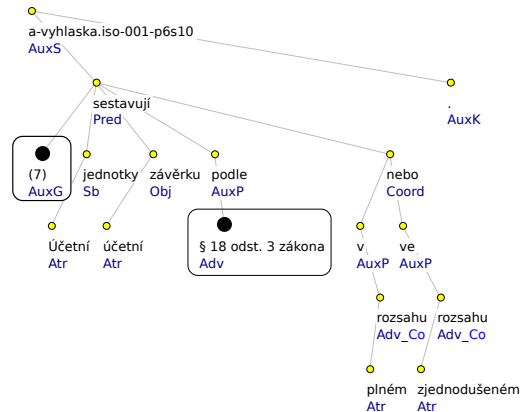 a-vyhlaska.iso-001-p6s10
AuxS
sestavují
Pred
.
AuxK
(7)
AuxG
jednotky
Sb
závěrku
Obj
podle
AuxP
nebo
Coord
Účetní
Atr
účetní
Atr
§ 18 odst. 3 zákona
Adv
v
AuxP
ve
AuxP
rozsahu
Adv_Co
rozsahu
Adv_Co
plném
Atr
zjednodušeném
Atr